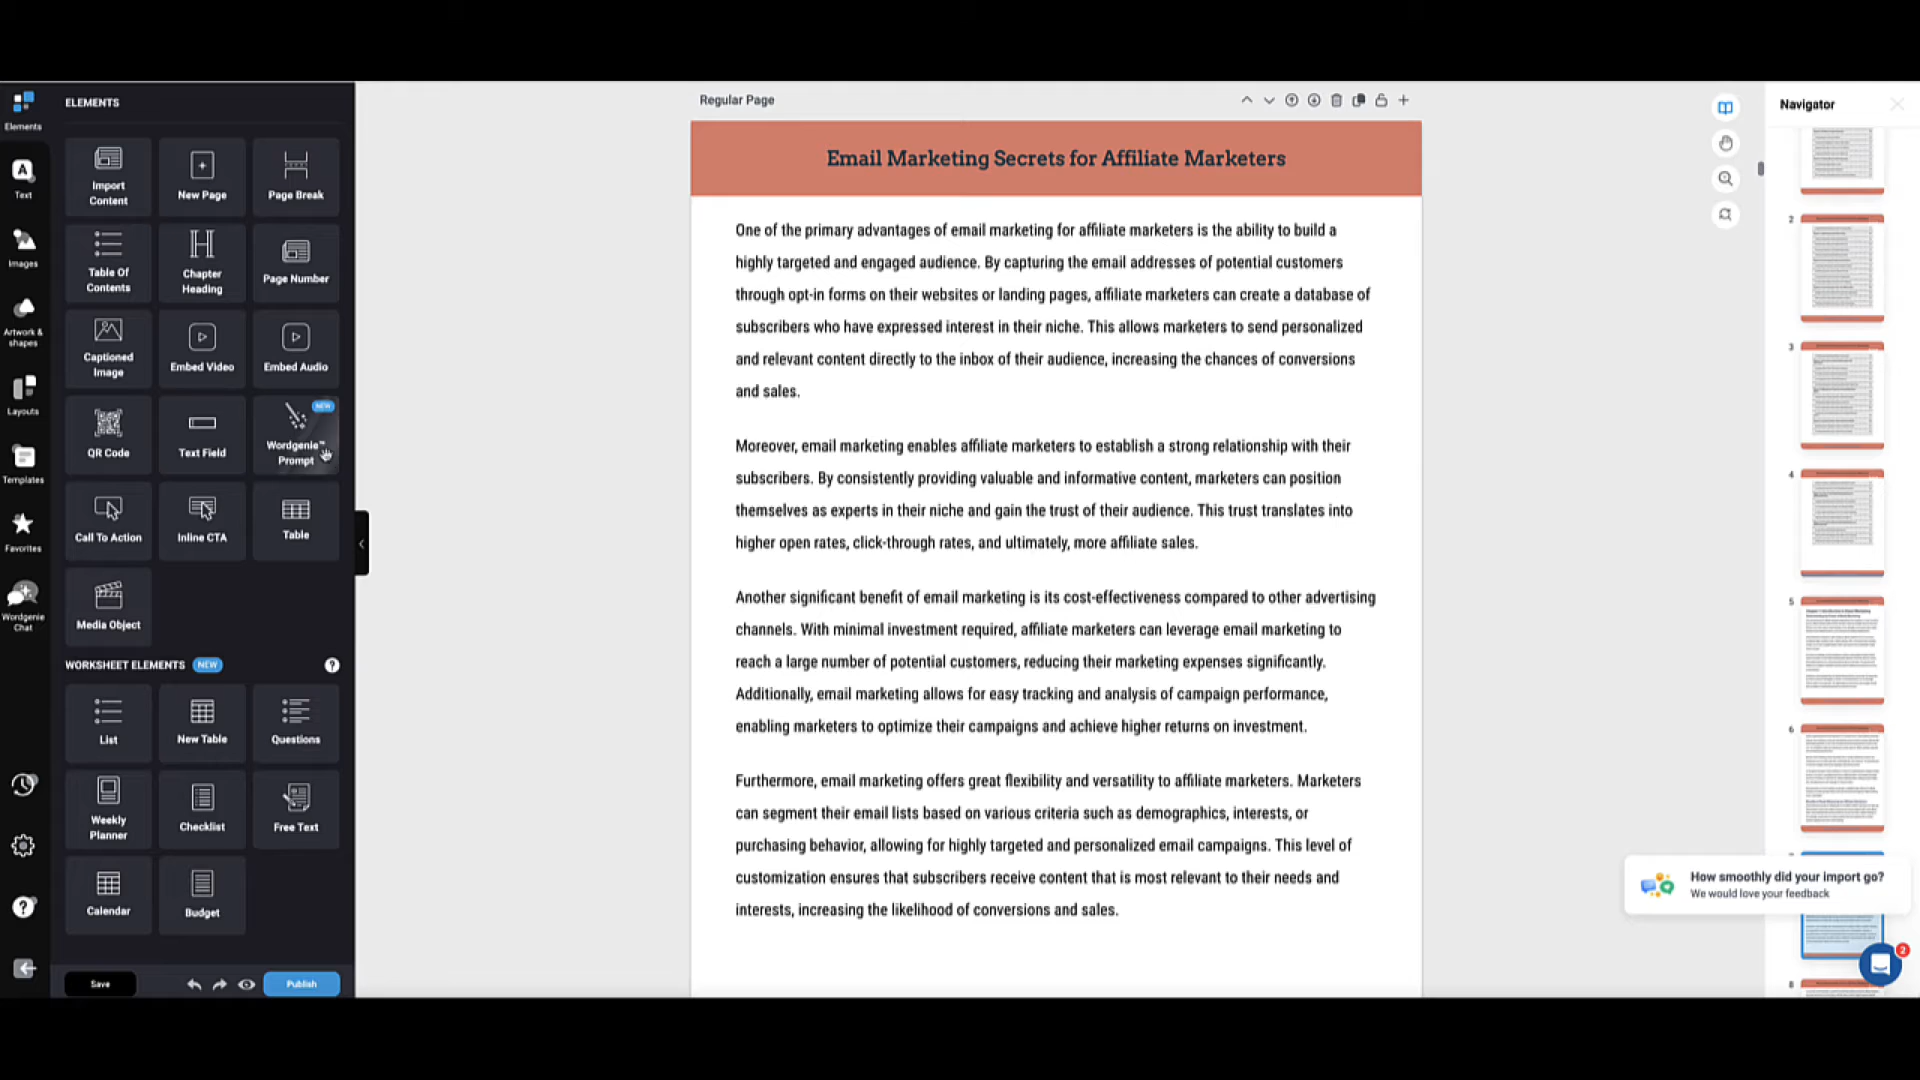 Elements
Text
Images
Artwork &
shapes
Layouts
Templates
Favorites
Wordgenie
Chat
ELEMENTS
Import
Content
New Page
Page Break
Table Of
Contents
Chapter
Heading
Page Number
Captioned
Image
Embed Video
Embed Audio
QR Code
Text Field
NEW
Wordgenie™
Prompt
Call To Action
Inline CTA
Table
Media Object
WORKSHEET ELEMENTS NEW ?
List
New Table
Questions
Weekly
Planner
Checklist
Free Text
Calendar
Budget
Save
Publish
Regular Page
Email Marketing Secrets for Affiliate Marketers
One of the primary advantages of email marketing for affiliate marketers is the ability to build a
highly targeted and engaged audience. By capturing the email addresses of potential customers
through opt-in forms on their websites or landing pages, affiliate marketers can create a database of
subscribers who have expressed interest in their niche. This allows marketers to send personalized
and relevant content directly to the inbox of their audience, increasing the chances of conversions
and sales.
Moreover, email marketing enables affiliate marketers to establish a strong relationship with their
subscribers. By consistently providing valuable and informative content, marketers can position
themselves as experts in their niche and gain the trust of their audience. This trust translates into
higher open rates, click-through rates, and ultimately, more affiliate sales.
Another significant benefit of email marketing is its cost-effectiveness compared to other advertising
channels. With minimal investment required, affiliate marketers can leverage email marketing to
reach a large number of potential customers, reducing their marketing expenses significantly.
Additionally, email marketing allows for easy tracking and analysis of campaign performance,
enabling marketers to optimize their campaigns and achieve higher returns on investment.
Furthermore, email marketing offers great flexibility and versatility to affiliate marketers. Marketers
can segment their email lists based on various criteria such as demographics, interests, or
purchasing behavior, allowing for highly targeted and personalized email campaigns. This level of
customization ensures that subscribers receive content that is most relevant to their needs and
interests, increasing the likelihood of conversions and sales.
Navigator
2
3
4
5
6
How smoothly did your import go?
We would love your feedback
2
8